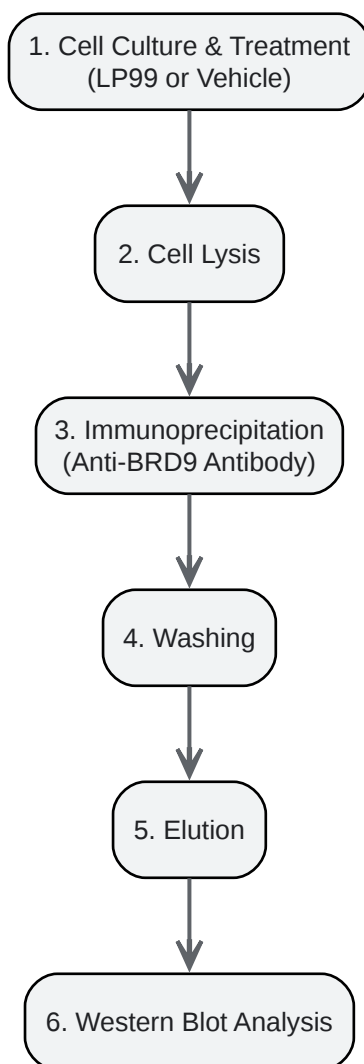 1. Cell Culture & Treatment
(LP99 or Vehicle)
2. Cell Lysis
3. Immunoprecipitation
(Anti-BRD9 Antibody)
4. Washing
5. Elution
6. Western Blot Analysis